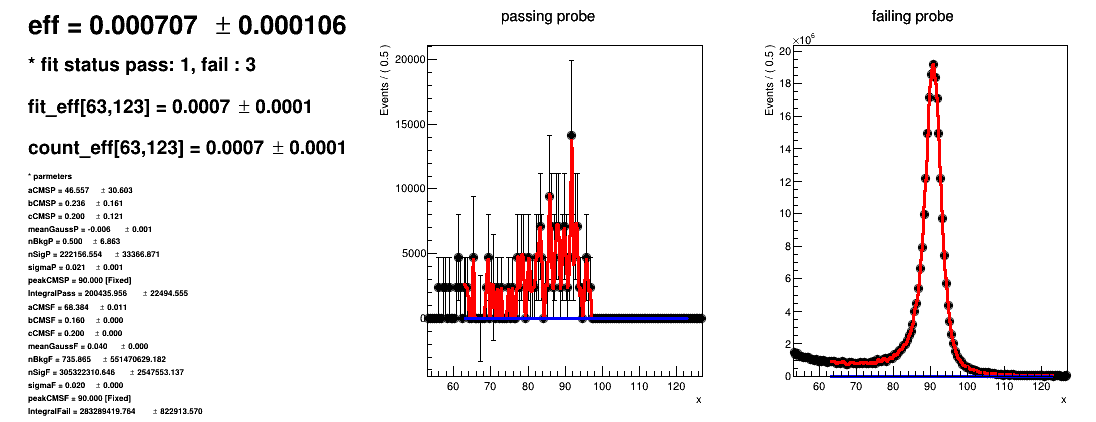 eff = 0.000707 ± 0.000106
* fit status pass: 1, fail : 3
fit_eff[63,123] = 0.0007 ± 0.0001
count_eff[63,123] = 0.0007 ± 0.0001
* parmeters
aCMSP = 46.557 ± 30.603
bCMSP = 0.236 ± 0.161
cCMSP = 0.200 ± 0.121
meanGaussP = -0.006 ± 0.001
nBkgP = 0.500 ± 6.863
nSigP = 222156.554 ± 33366.871
sigmaP = 0.021 ± 0.001
peakCMSP = 90.000 [Fixed]
IntegralPass = 200435.956 ± 22494.555
aCMSF = 68.384 ± 0.011
bCMSF = 0.160 ± 0.000
cCMSF = 0.200 ± 0.000
meanGaussF = 0.040 ± 0.000
nBkgF = 735.865 ± 551470629.182
nSigF = 305322310.646 ± 2547553.137
sigmaF = 0.020 ± 0.000
peakCMSF = 90.000 [Fixed]
IntegralFail = 283289419.764 ± 822913.570
passing probe
Events / ( 0.5 )
20000
15000
10000
5000
0
60 70 80 90 100 110 120
x
failing probe
×10⁶
Events / ( 0.5 )
20
18
16
14
12
10
8
6
4
2
0
60 70 80 90 100 110 120
x